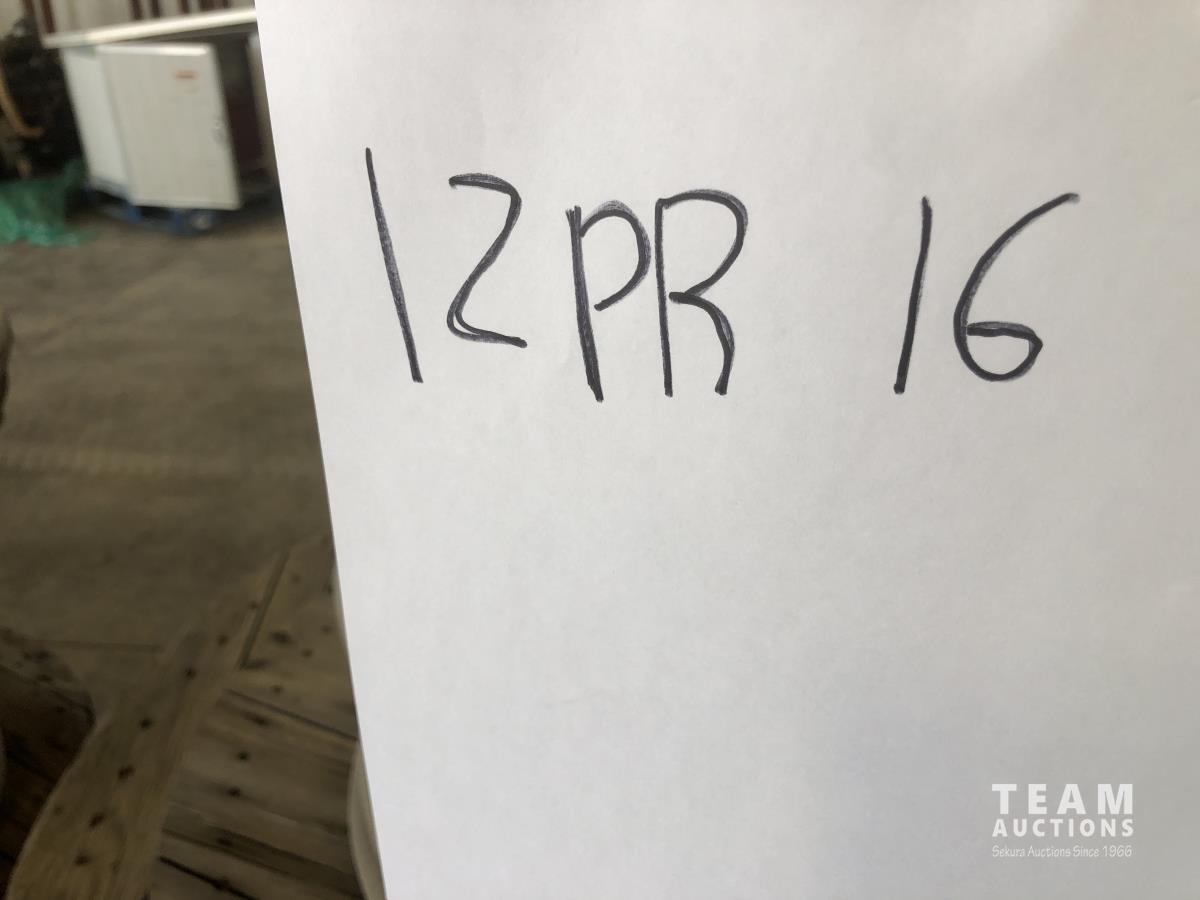 12PR 16
TEAM
AUCTIONS
Sekura Auctions Since 1966